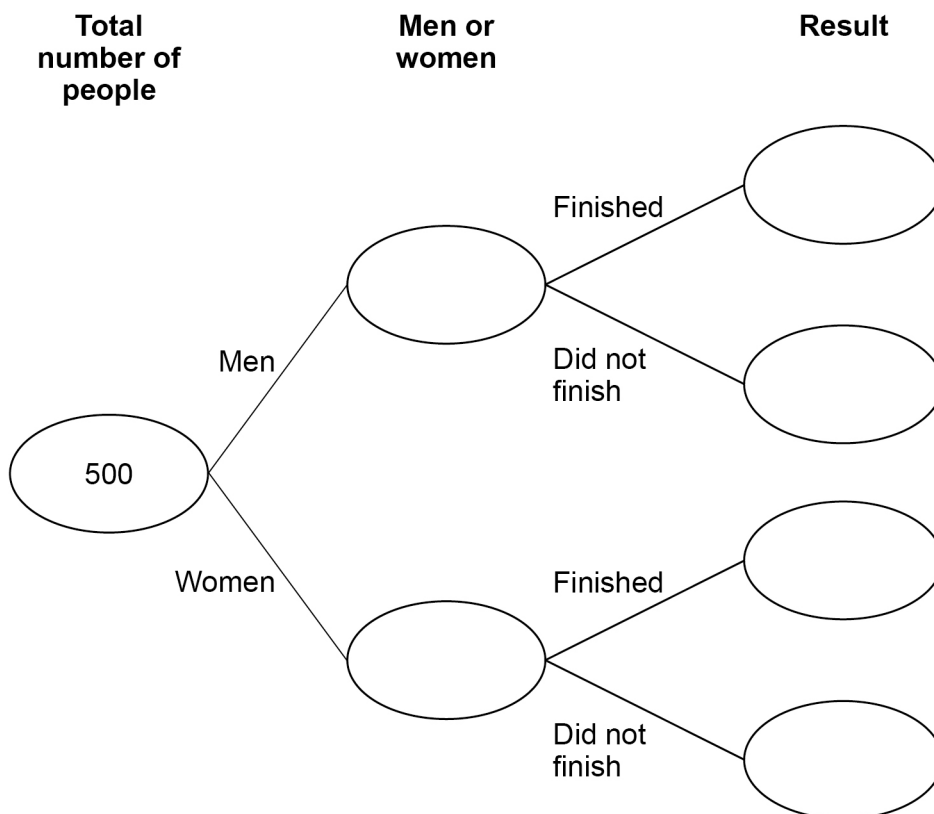 Total
number of
people
Men or
women
Result
Finished
Men
Did not
finish
500
Women
Finished
Did not
finish